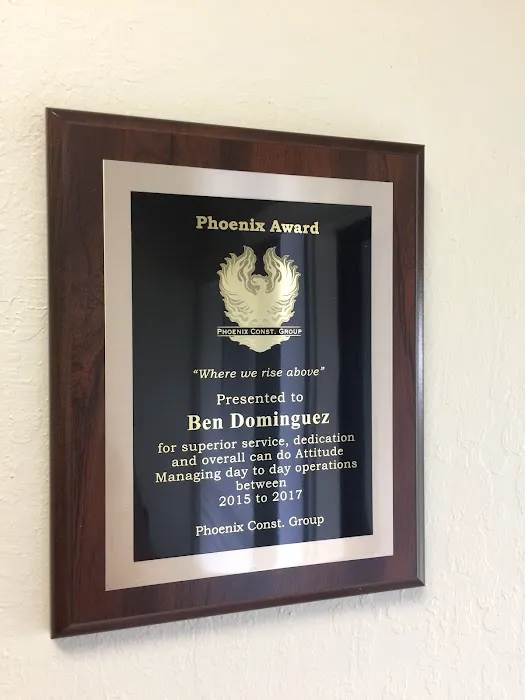 Phoenix Award
PHOENIX CONST. GROUP
"Where we rise above"
Presented to
Ben Dominguez
for superior service, dedication
and overall can do Attitude
Managing day to day operations
between
2015 to 2017
Phoenix Const. Group